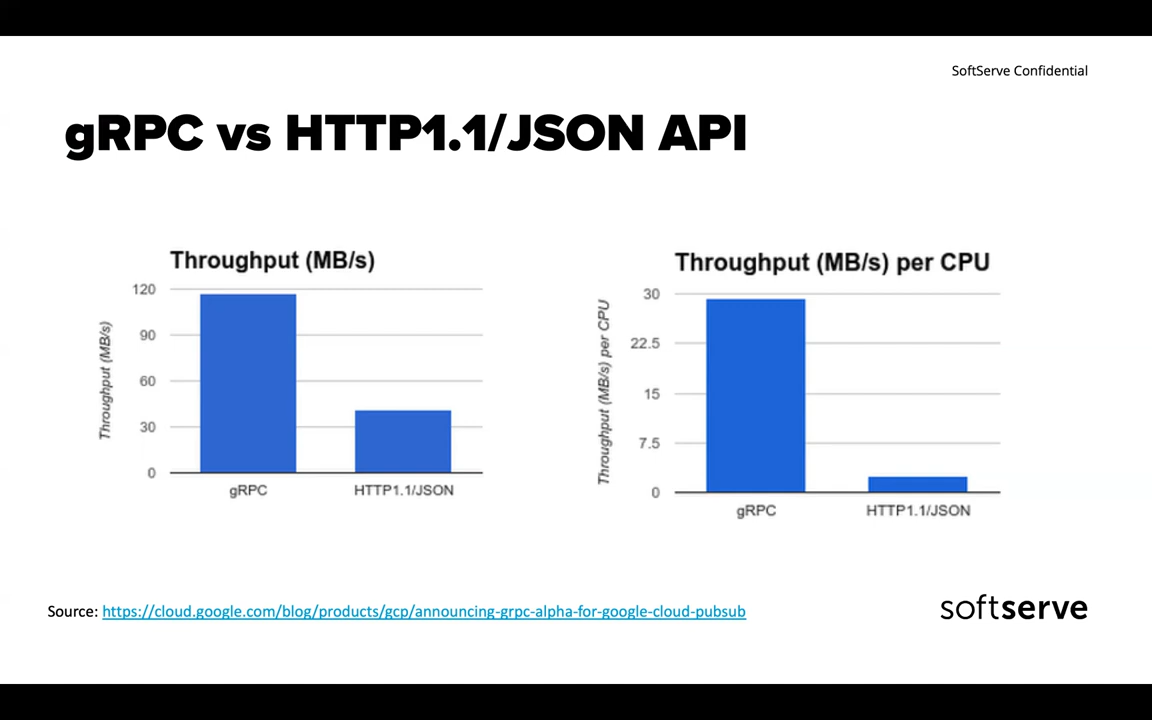 SoftServe Confidential
gRPC vs HTTP1.1/JSON API
Throughput (MB/s)
Throughput (MB/s)
120
90
60
30
0
gRPC HTTP1.1/JSON
Throughput (MB/s) per CPU
Throughput (MB/s) per CPU
30
22.5
15
7.5
0
gRPC HTTP1.1/JSON
Source: https://cloud.google.com/blog/products/gcp/announcing-grpc-alpha-for-google-cloud-pubsub
softserve